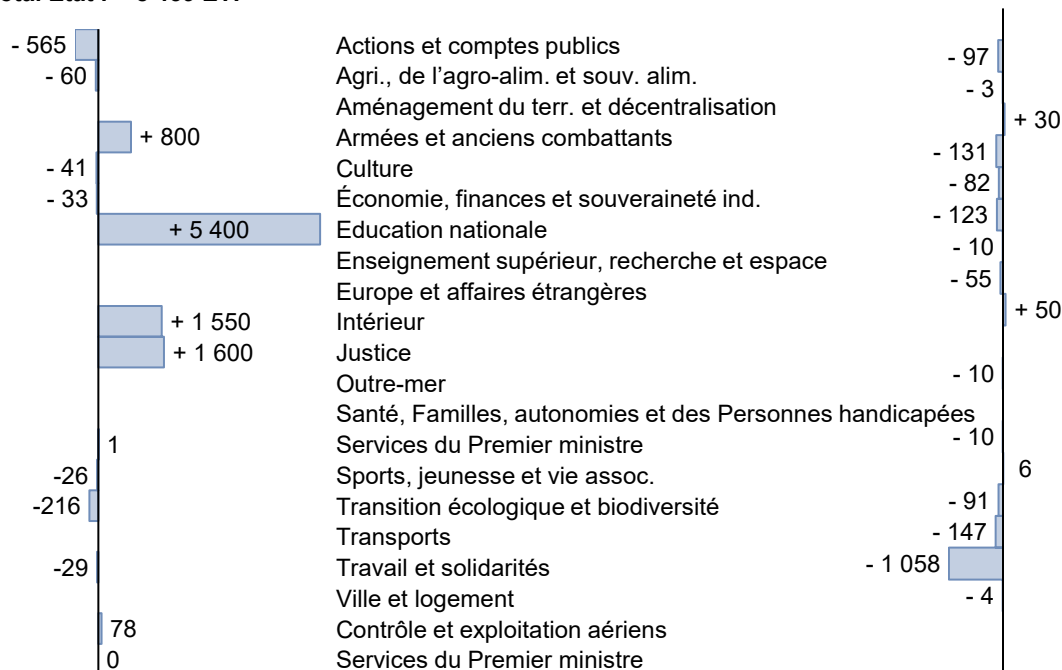 - 565 Actions et comptes publics - 97
- 60 Agri., de l'agro-alim. et souv. alim. - 3
Aménagement du terr. et décentralisation + 30
+ 800 Armées et anciens combattants - 131
- 41 Culture - 82
- 33 Économie, finances et souveraineté ind. - 123
+ 5 400 Education nationale - 10
Enseignement supérieur, recherche et espace - 55
Europe et affaires étrangères + 50
+ 1 550 Intérieur
+ 1 600 Justice
Outre-mer - 10
Santé, Familles, autonomies et des Personnes handicapées
1 Services du Premier ministre - 10
-26 Sports, jeunesse et vie assoc. 6
-216 Transition écologique et biodiversité - 91
Transports - 147
-29 Travail et solidarités - 1 058
Ville et logement - 4
78 Contrôle et exploitation aériens
0 Services du Premier ministre